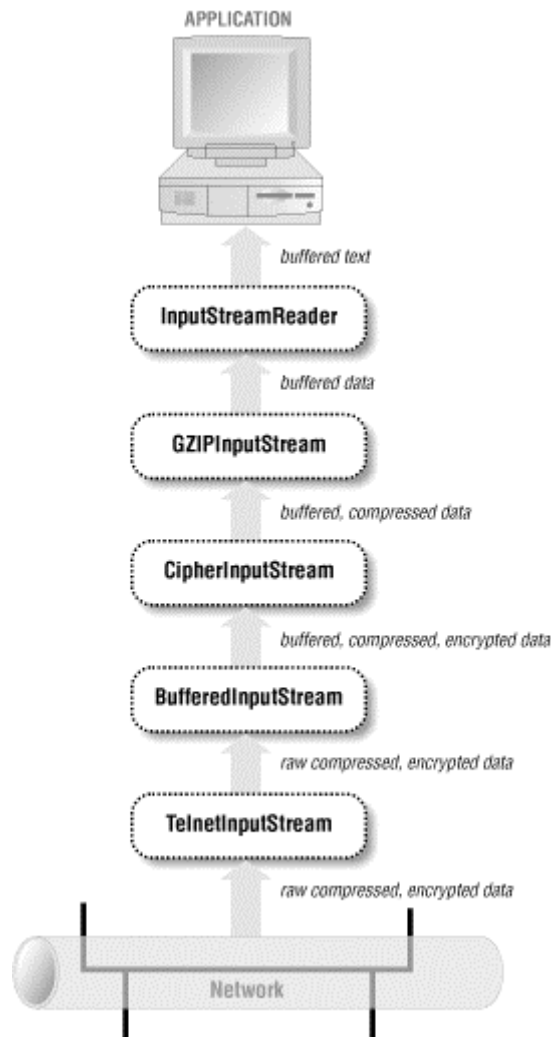 APPLICATION
buffered text
InputStreamReader
buffered data
GZIPInputStream
buffered, compressed data
CipherInputStream
buffered, compressed, encrypted data
BufferedInputStream
raw compressed, encrypted data
TelnetInputStream
raw compressed, encrypted data
Network